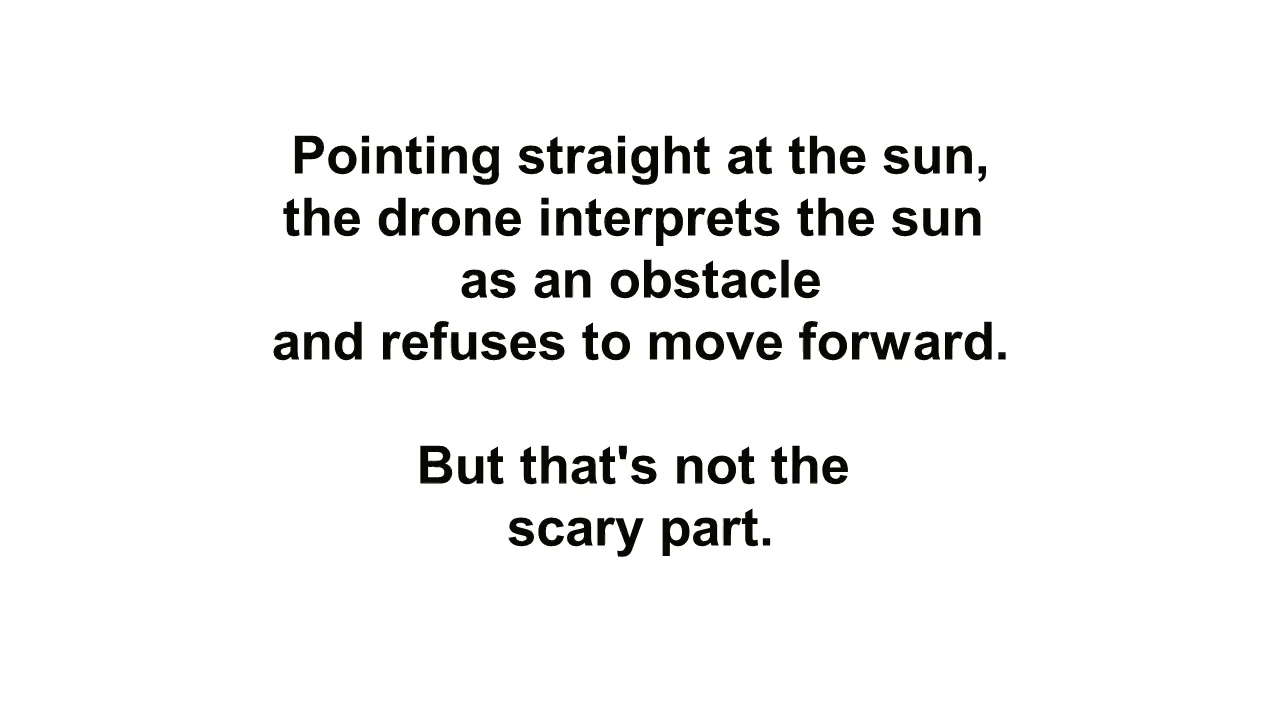 Pointing straight at the sun,
the drone interprets the sun
as an obstacle
and refuses to move forward.
But that's not the
scary part.